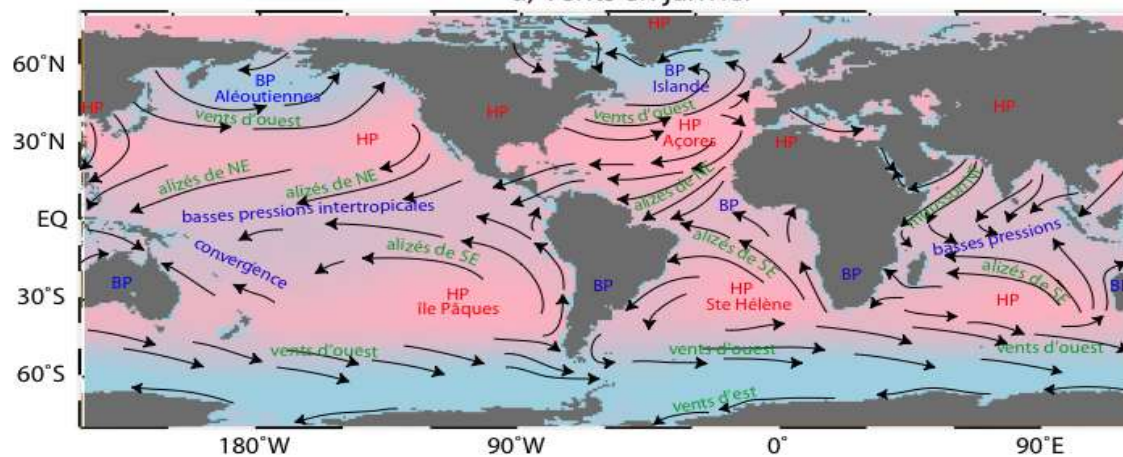 HP
60˚N
BP
Aléoutiennes
BP
Islande
vents d'ouest
HP
HP
vents d'ouest
HP
Açores
HP
HP
30˚N
HP
alizés de NE
alizés de NE
alizés de NE
basses pressions intertropicales
BP
EQ
convergence
alizés de SE
alizés de SE
basses pressions
alizés de SE
BP
BP
BP
30˚S
HP
île Pâques
HP
Ste Hélène
HP
vents d'ouest
vents d'ouest
vents d'ouest
60˚S
vents d'est
180˚W
90˚W
0˚
90˚E